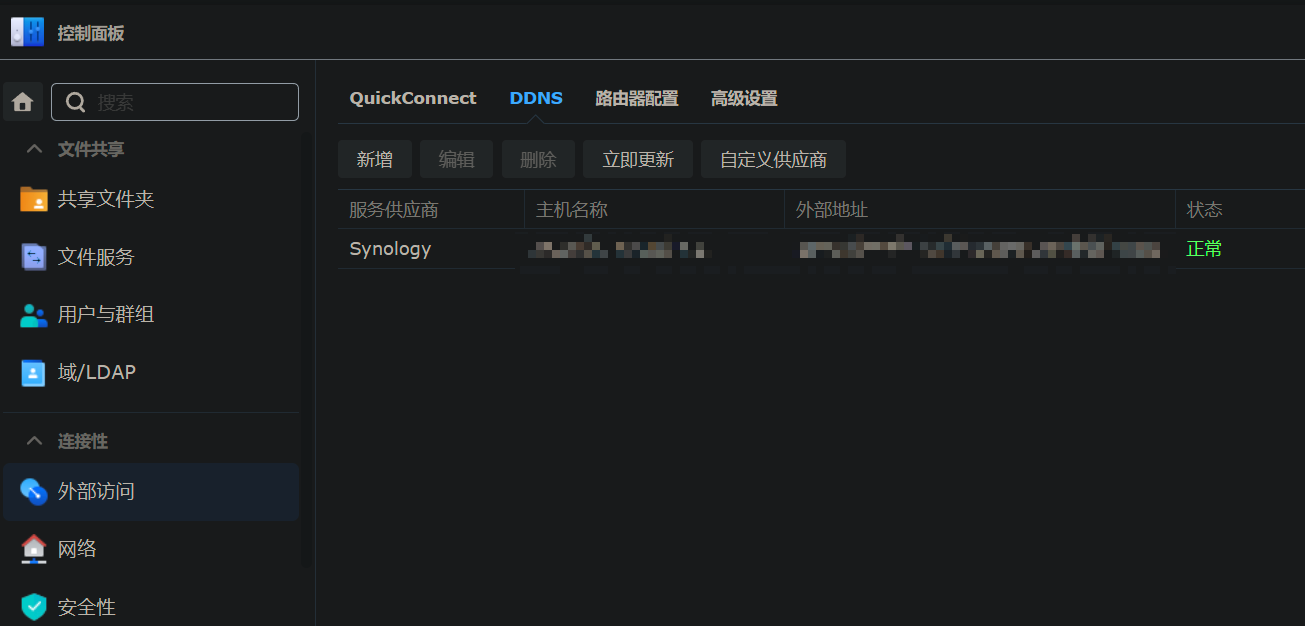 控制面板
搜索
文件共享
共享文件夹
文件服务
用户与群组
域/LDAP
连接性
外部访问
网络
安全性
QuickConnect DDNS 路由器配置 高级设置
新增 编辑 删除 立即更新 自定义供应商
服务供应商 主机名称 外部地址 状态
Synology 正常